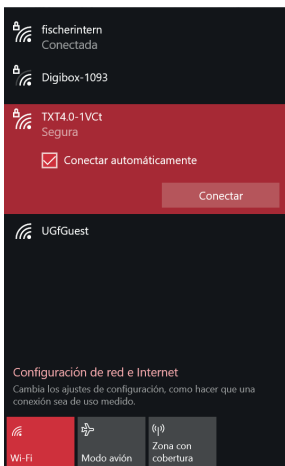 fischerintern
Conectada
Digibox-1093
TXT4.0-1VCt
Segura
Conectar automáticamente
Conectar
UGfGuest
Configuración de red e Internet
Cambia los ajustes de configuración, como hacer que una
conexión sea de uso medido.
Wi-Fi
Modo avión
Zona con
cobertura